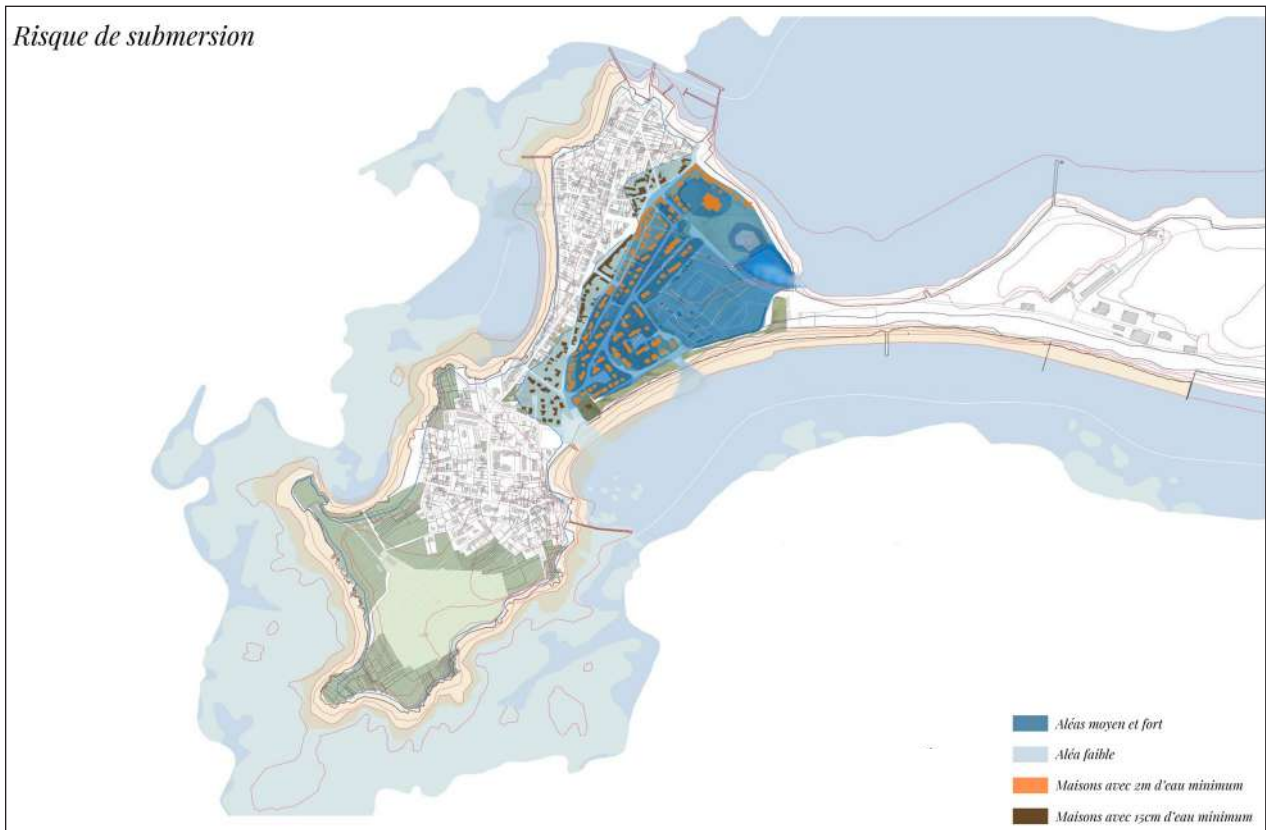 Risque de submersion
Aléas moyen et fort
Aléa faible
Maisons avec 2m d'eau minimum
Maisons avec 15cm d'eau minimum